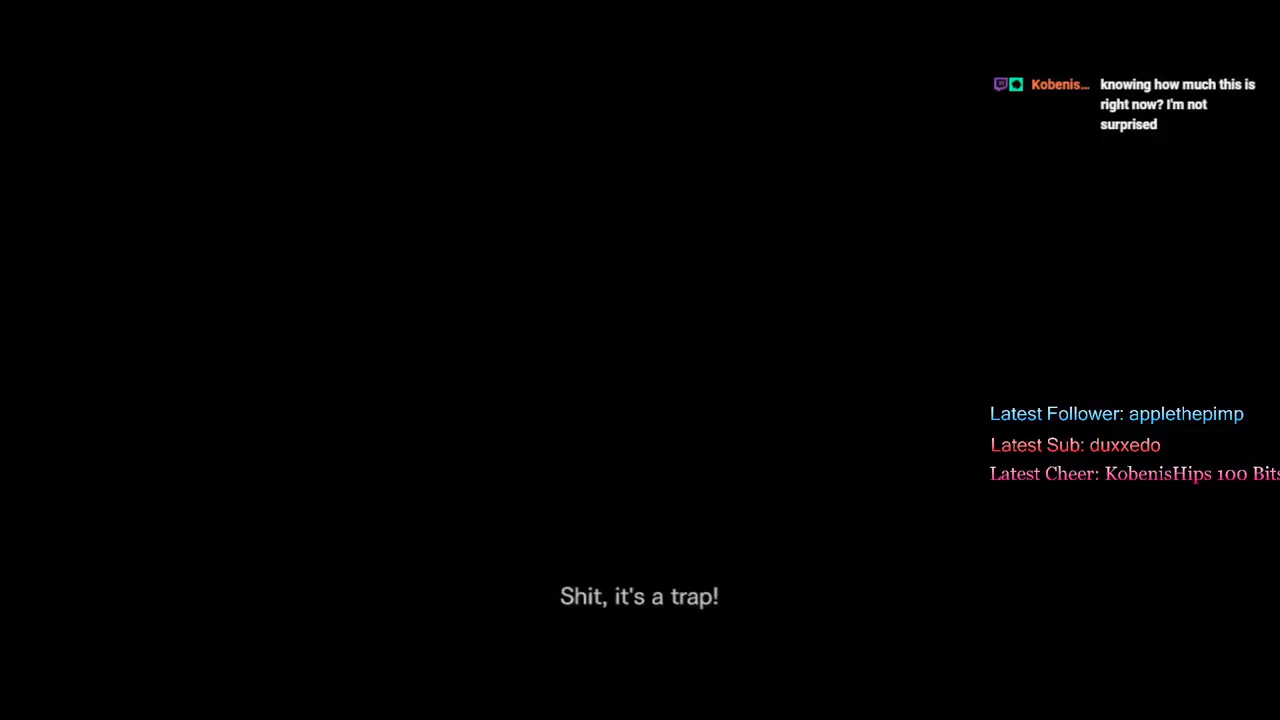 Kobenis... knowing how much this is
right now? I'm not
surprised
Latest Follower: applethepimp
Latest Sub: duxxedo
Latest Cheer: KobenisHips 100 Bits
Shit, it's a trap!